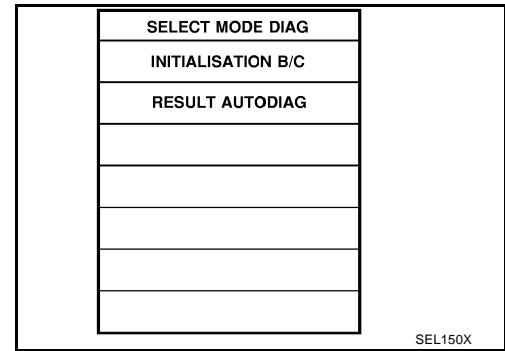 SELECT MODE DIAG
INITIALISATION B/C
RESULT AUTODIAG
SEL150X